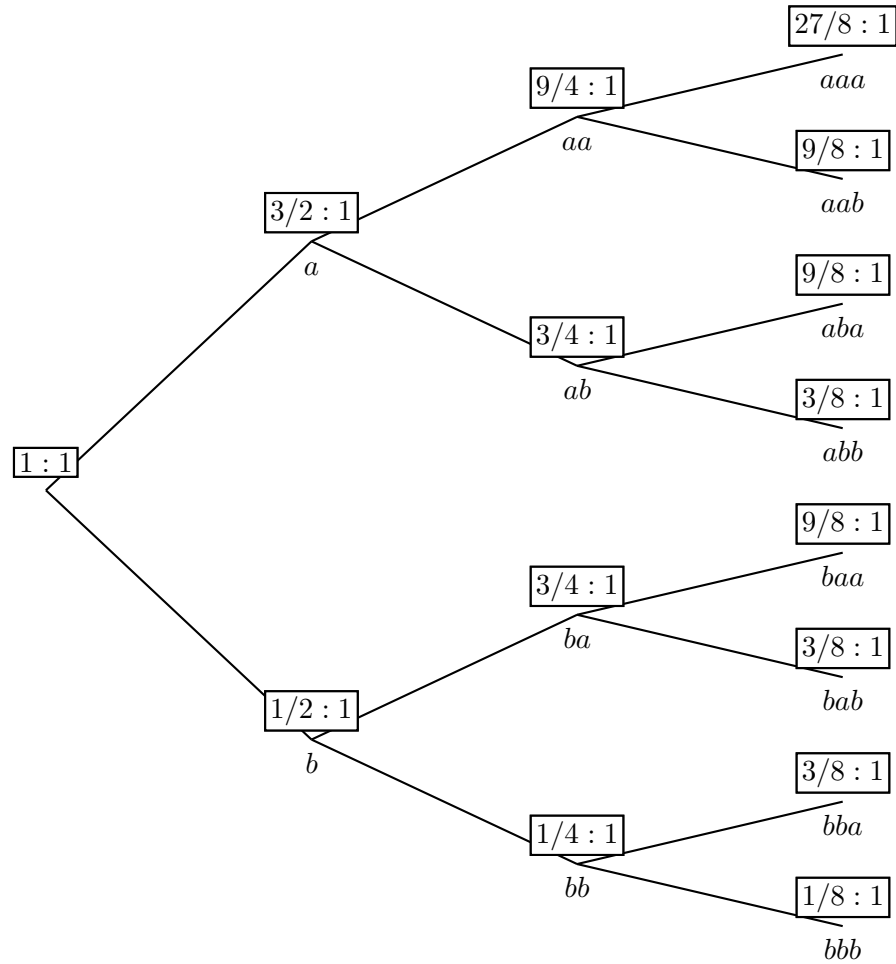 27/8 : 1
aaa
9/4 : 1
aa
9/8 : 1
aab
3/2 : 1
a
9/8 : 1
aba
3/4 : 1
ab
3/8 : 1
abb
1 : 1
9/8 : 1
baa
3/4 : 1
ba
3/8 : 1
bab
1/2 : 1
b
3/8 : 1
bba
1/4 : 1
bb
1/8 : 1
bbb